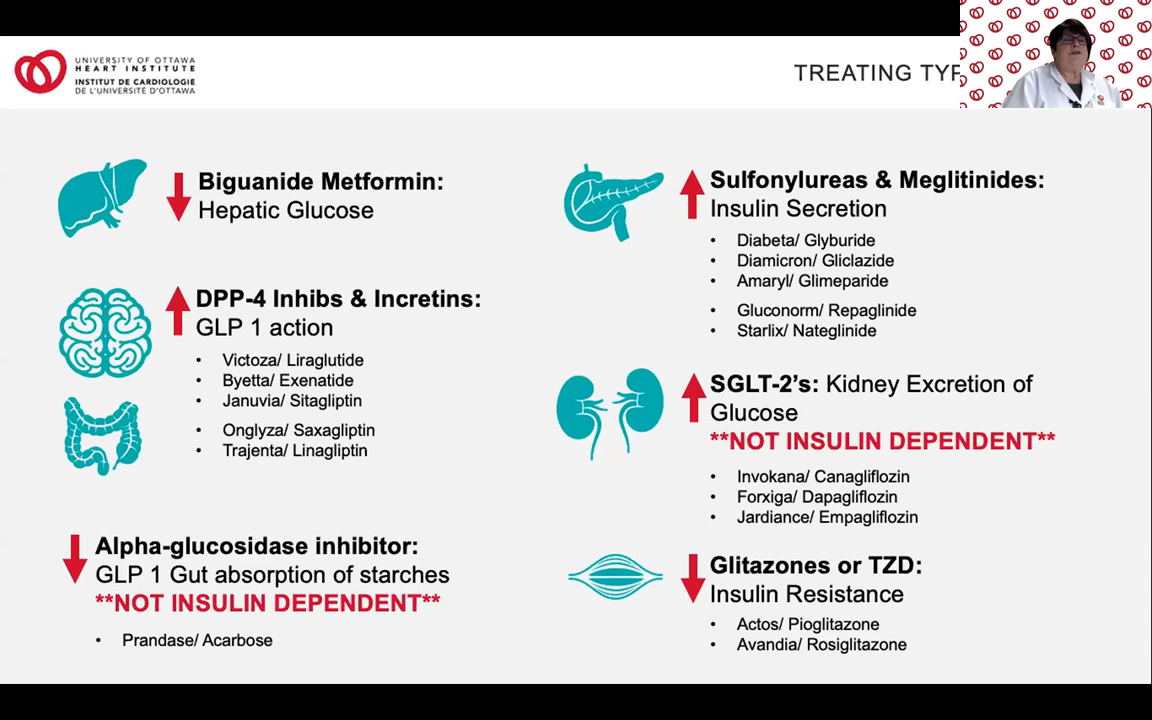 UNIVERSITY OF OTTAWA
HEART INSTITUTE
INSTITUT DE CARDIOLOGIE
DE L'UNIVERSITÉ D'OTTAWA
TREATING TYP
Biguanide Metformin:
Hepatic Glucose
DPP-4 Inhibs & Incretins:
GLP 1 action
• Victoza/ Liraglutide
• Byetta/ Exenatide
• Januvia/ Sitagliptin
• Onglyza/ Saxagliptin
• Trajenta/ Linagliptin
Alpha-glucosidase inhibitor:
GLP 1 Gut absorption of starches
**NOT INSULIN DEPENDENT**
• Prandase/ Acarbose
Sulfonylureas & Meglitinides:
Insulin Secretion
• Diabeta/ Glyburide
• Diamicron/ Gliclazide
• Amaryl/ Glimeparide
• Gluconorm/ Repaglinide
• Starlix/ Nateglinide
SGLT-2's: Kidney Excretion of
Glucose
**NOT INSULIN DEPENDENT**
• Invokana/ Canagliflozin
• Forxiga/ Dapagliflozin
• Jardiance/ Empagliflozin
Glitazones or TZD:
Insulin Resistance
• Actos/ Pioglitazone
• Avandia/ Rosiglitazone